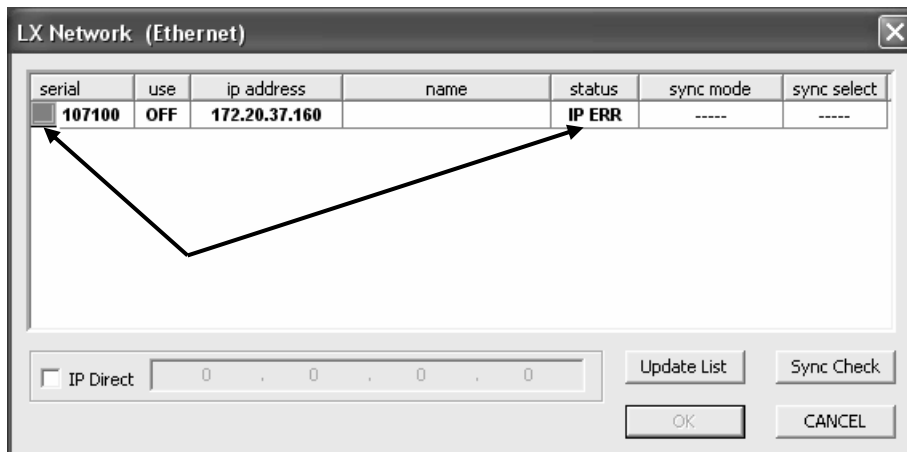 LX Network (Ethernet)
serial use ip address name status sync mode sync select
107100 OFF 172.20.37.160 IP ERR ----- -----
IP Direct 0 . 0 . 0 . 0 Update List Sync Check
OK CANCEL